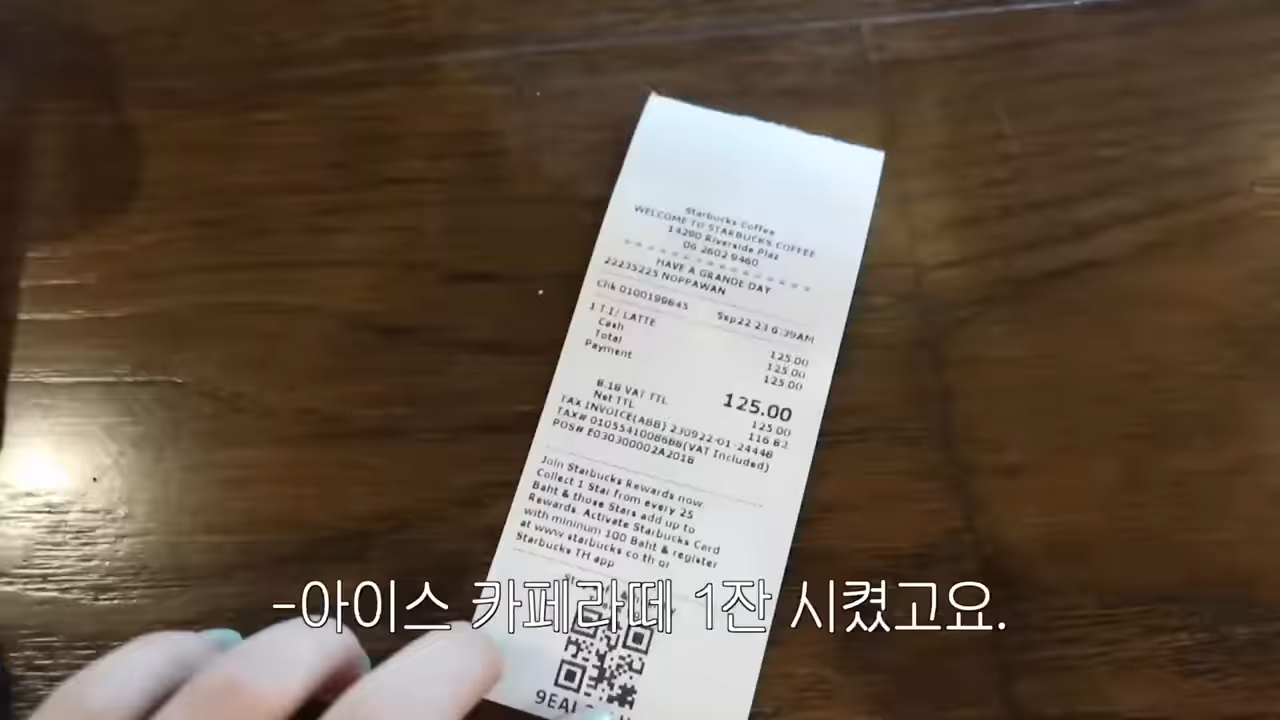 Starbucks Coffee
WELCOME TO STARBUCKS COFFEE
14290 Riverside Plaz
06 2602 9460
HAVE A GRANDE DAY
22235225 NOPPAWAN
Chk 0100199645 Sep22'23 6:39AM
1 T.I/ LATTE 125.00
Cash 125.00
Total 125.00
Payment 125.00
8.18 VAT TTL 125.00
Net TTL 116.82
TAX INVOICE(ABB) 230922-01-24448
TAX# 0105541008686(VAT Included)
POS# E030300002A2018
Join Starbucks Rewards now
Collect 1 Star from every 25
Baht & those Stars add up to
Rewards. Activate Starbucks Card
with mininun 100 Baht & register
at www.starbucks.co.th or
Starbucks TH app
-아이스 카페라떼 1잔 시켰고요.